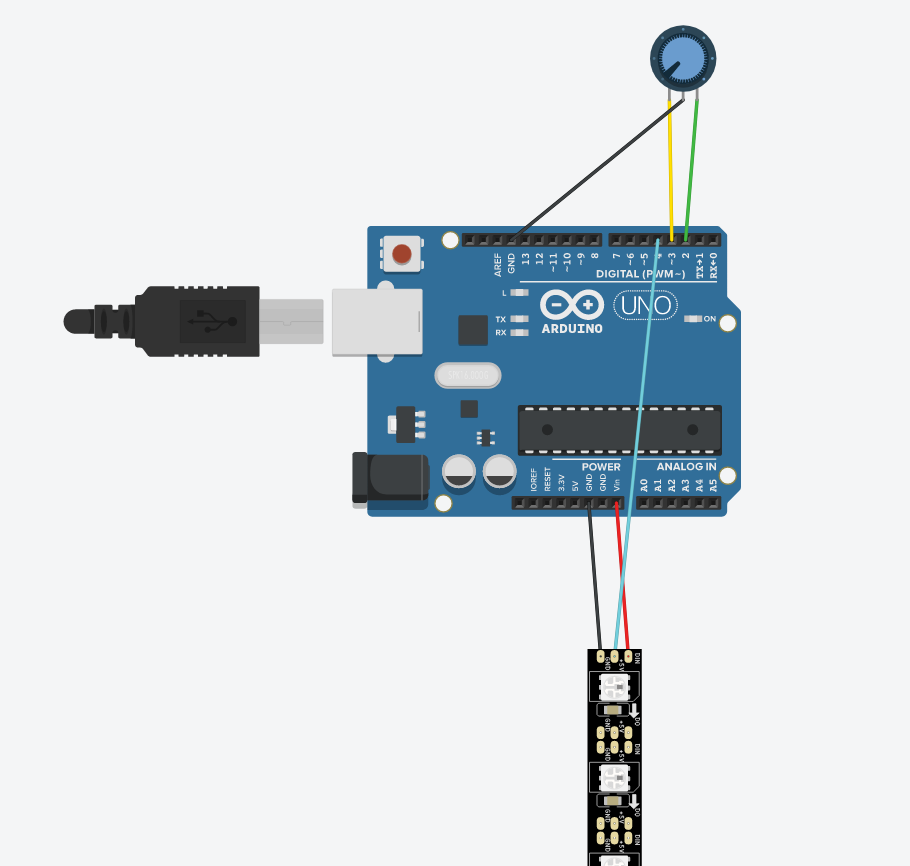 AREF
GND
13
12
~11
~10
~9
8
7
~6
~5
4
~3
2
TX→1
RX←0
DIGITAL (PWM~)
L
TX
RX
ARDUINO
UNO
ON
POWER
ANALOG IN
IOREF
RESET
3.3V
5V
GND
GND
Vin
A0
A1
A2
A3
A4
A5
GND
+5V
DIN
GND
+5V
DO
GND
+5V
DIN
GND
+5V
DO
GND
+5V
DIN